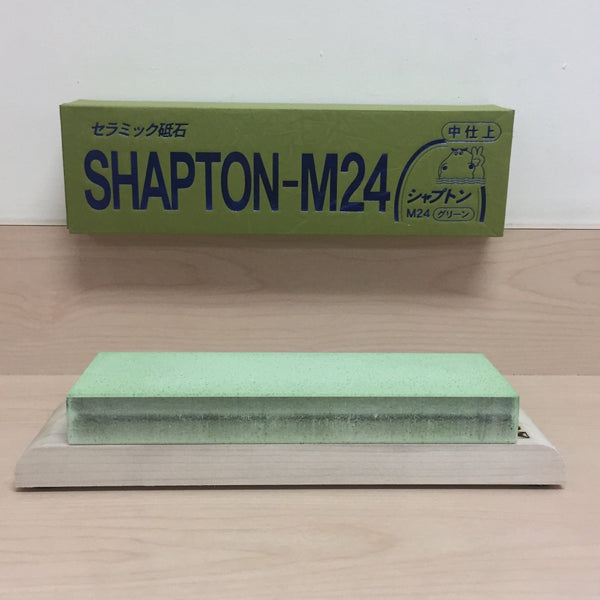 セラミック砥石
SHAPTON-M24
中仕上
シャプトン
M24 グリーン